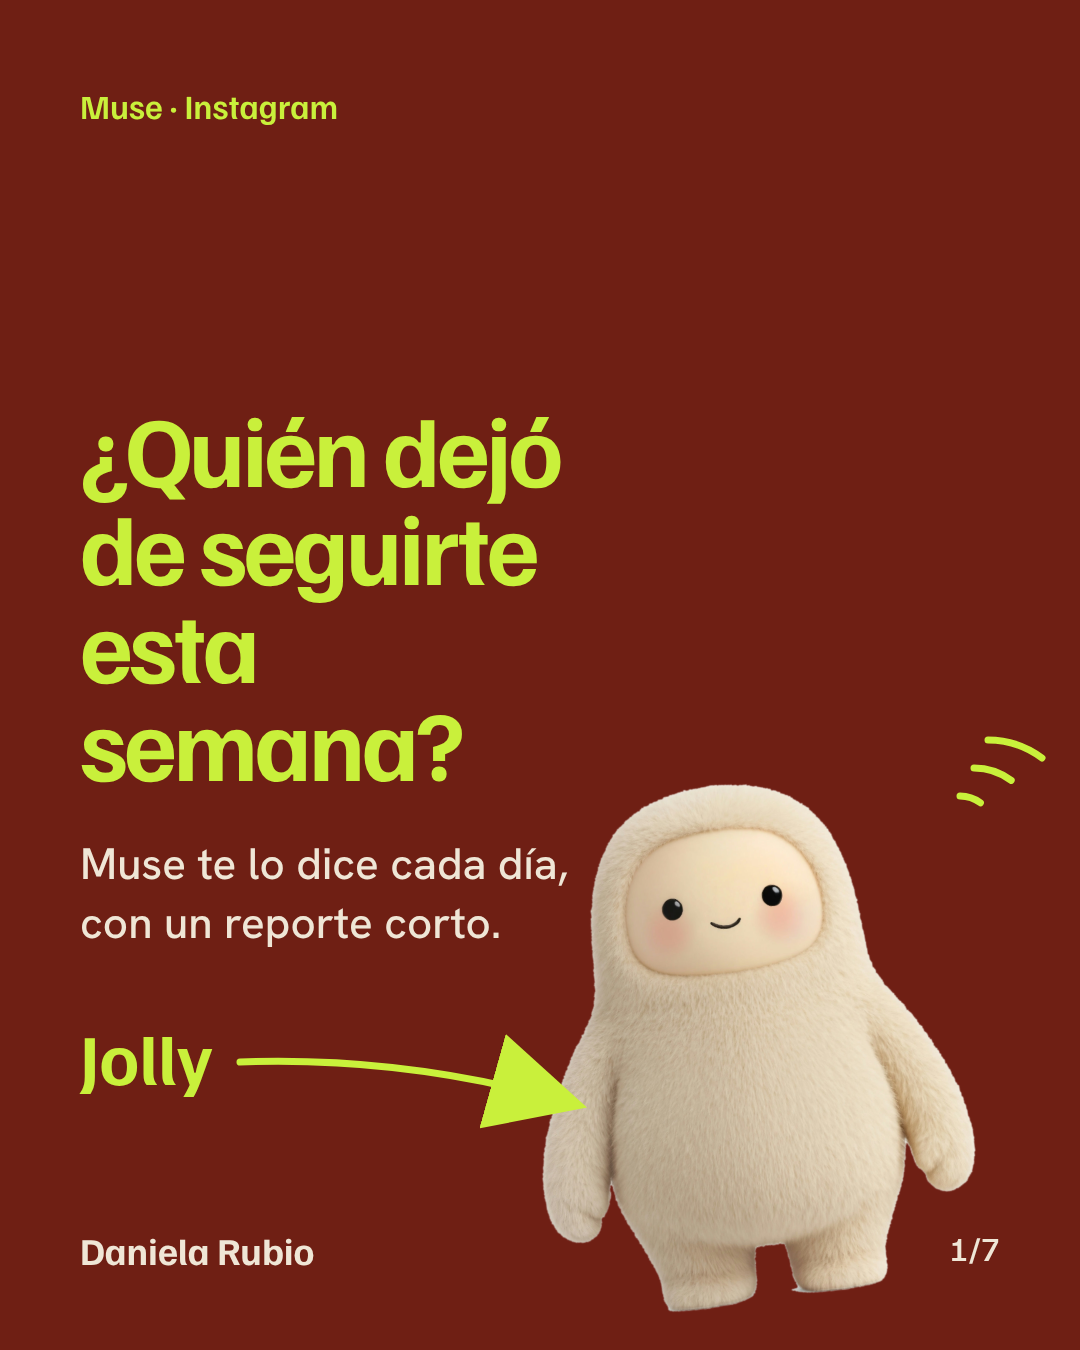 Muse · Instagram
¿Quién dejó
de seguirte
esta
semana?
Muse te lo dice cada día,
con un reporte corto.
Jolly
Daniela Rubio
1/7